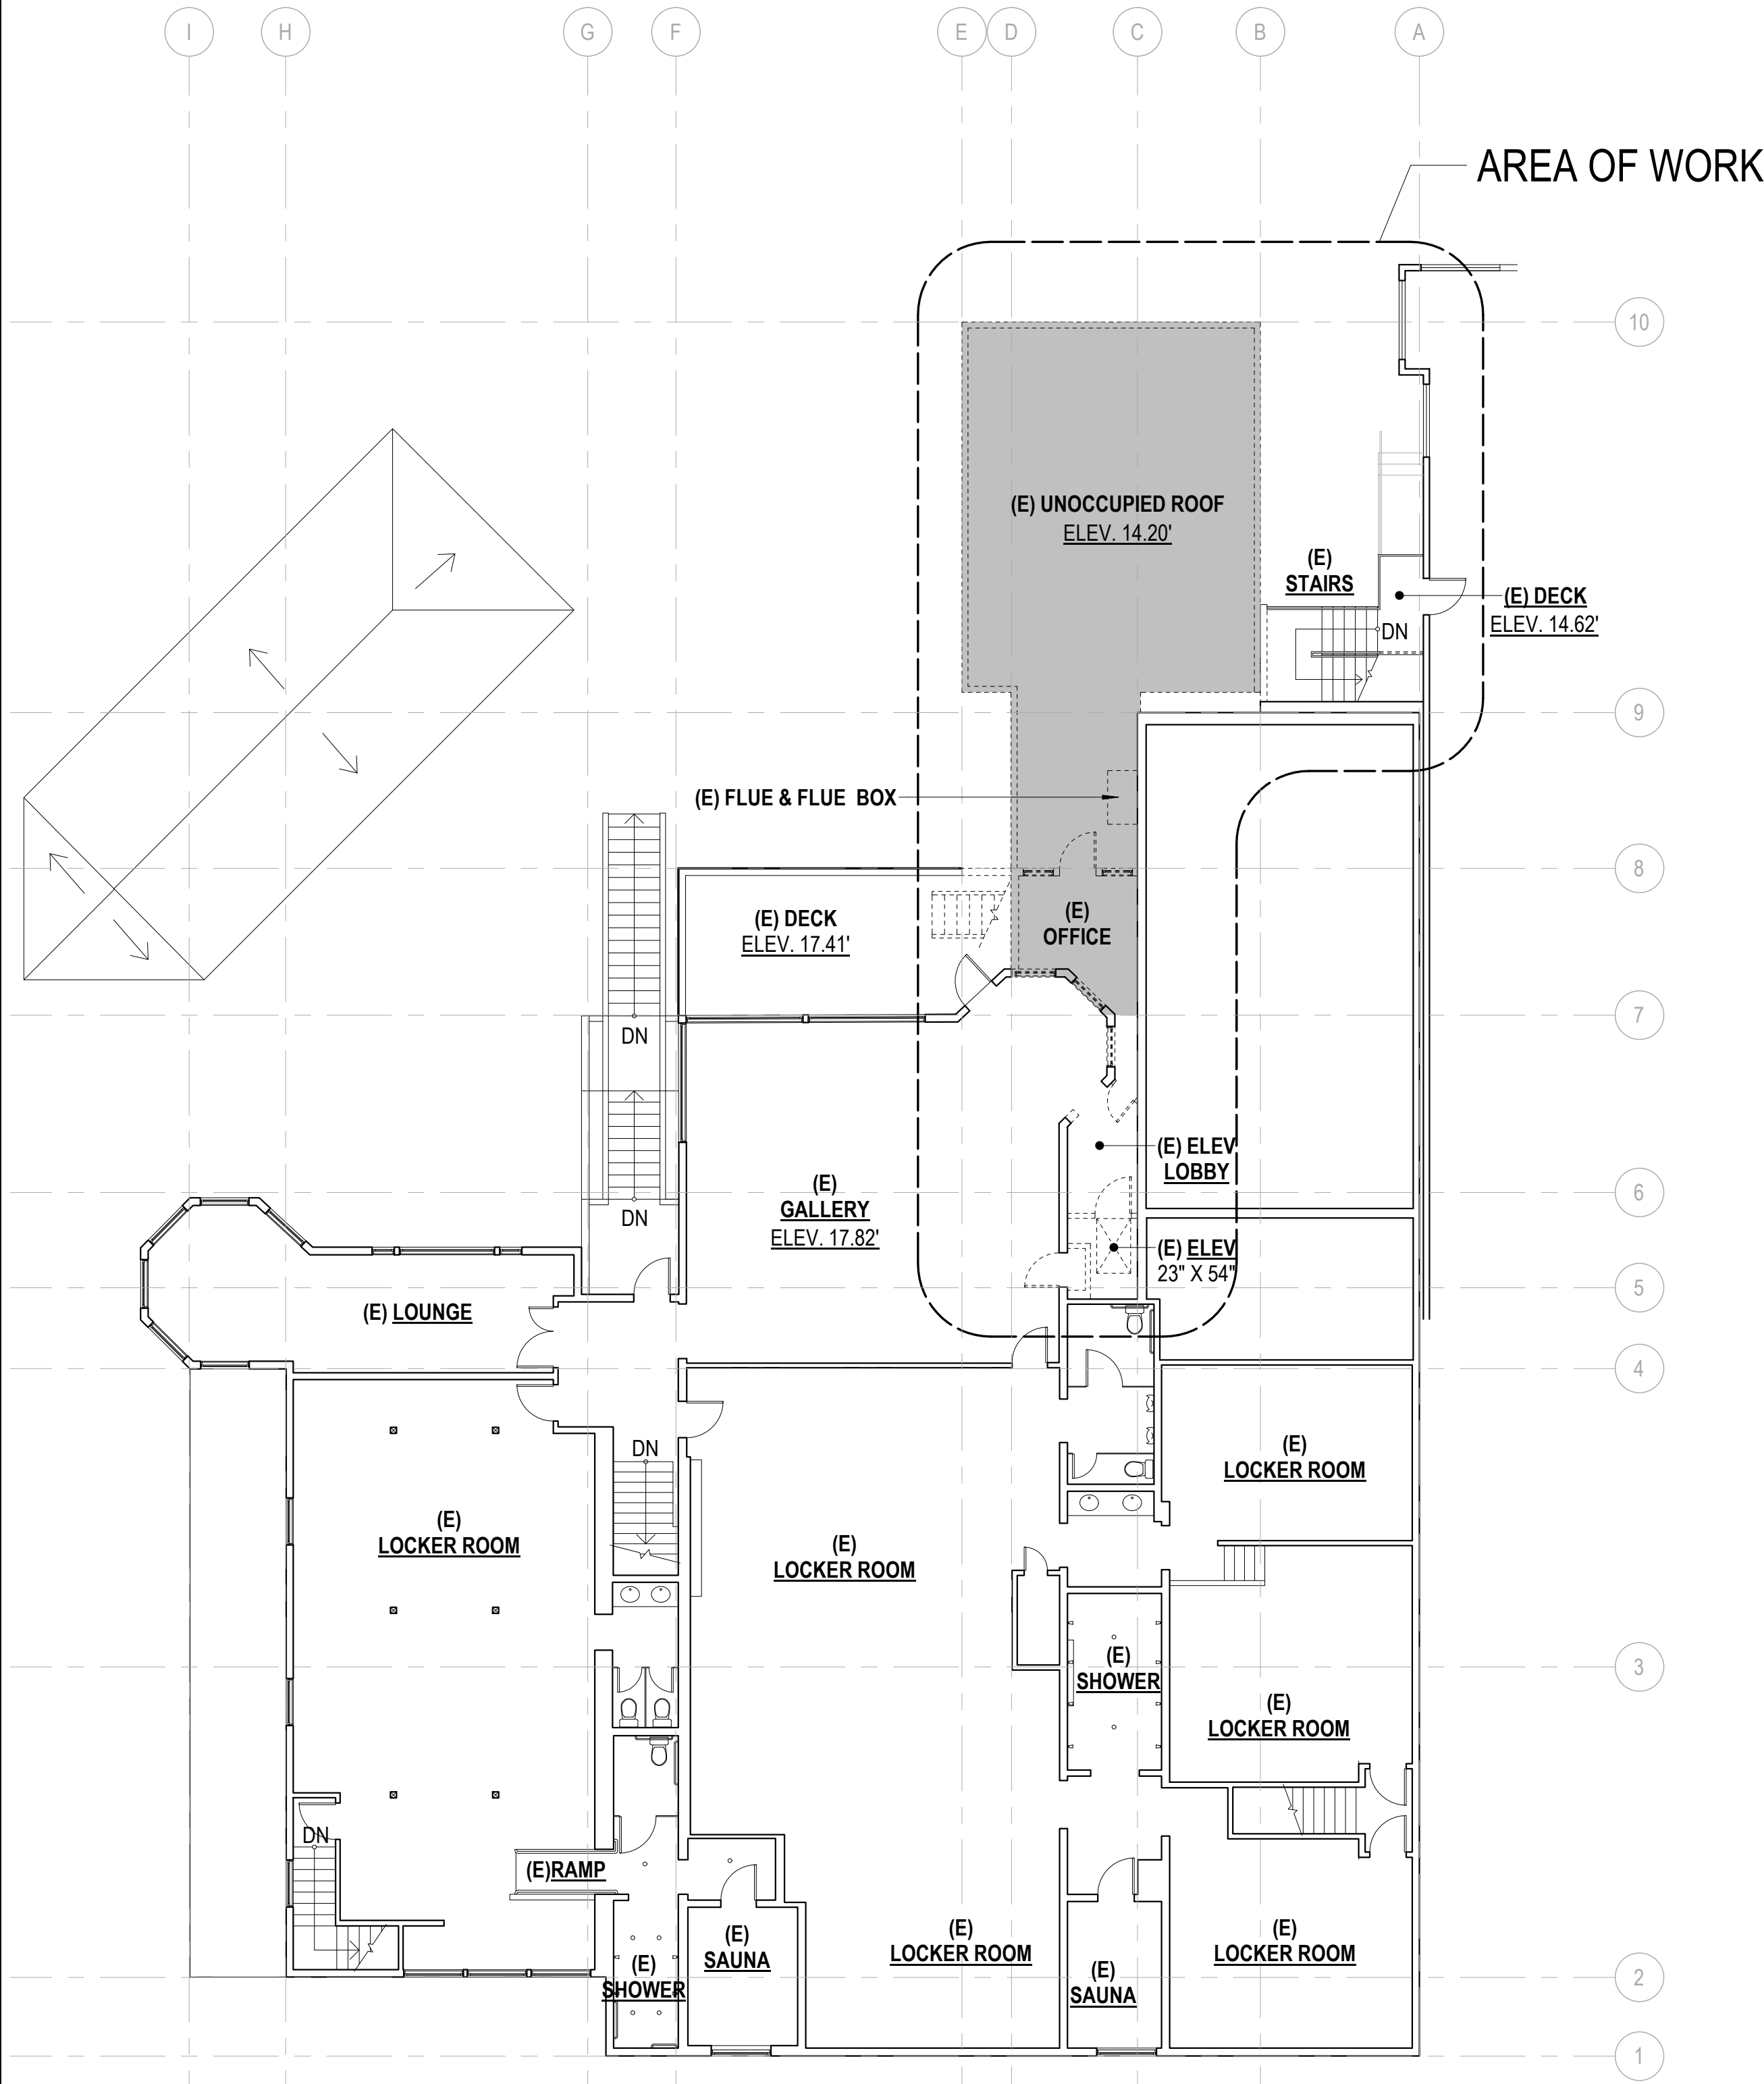 I H G F E D C B A
AREA OF WORK
10
(E) UNOCCUPIED ROOF
ELEV. 14.20'
(E)
STAIRS
(E) DECK
ELEV. 14.62'
DN
9
(E) FLUE & FLUE BOX
8
(E) DECK
ELEV. 17.41'
(E)
OFFICE
7
DN
(E) ELEV
LOBBY
6
(E)
GALLERY
ELEV. 17.82'
DN
(E) ELEV
23" X 54"
5
(E) LOUNGE
4
DN
(E)
LOCKER ROOM
(E)
LOCKER ROOM
(E)
LOCKER ROOM
(E)
SHOWER
3
(E)
LOCKER ROOM
DN
(E)RAMP
(E)
SHOWER
(E)
SAUNA
(E)
LOCKER ROOM
(E)
SAUNA
(E)
LOCKER ROOM
2
1